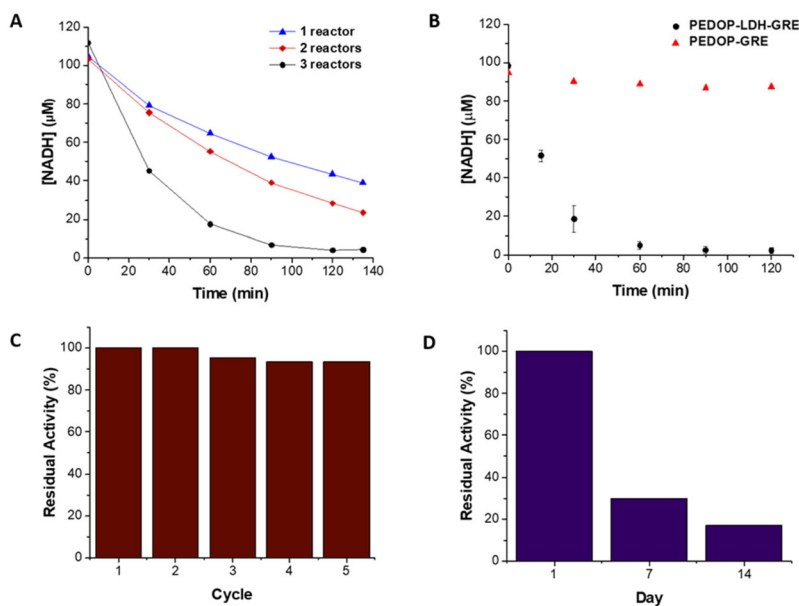 A
1 reactor
2 reactors
3 reactors
[NADH] (μM)
120
100
80
60
40
20
0
0 20 40 60 80 100 120 140
Time (min)
B
PEDOP-LDH-GRE
PEDOP-GRE
[NADH] (μM)
120
100
80
60
40
20
0
0 20 40 60 80 100 120
Time (min)
C
Residual Activity (%)
100
80
60
40
20
0
1 2 3 4 5
Cycle
D
Residual Activity (%)
100
80
60
40
20
0
1 7 14
Day